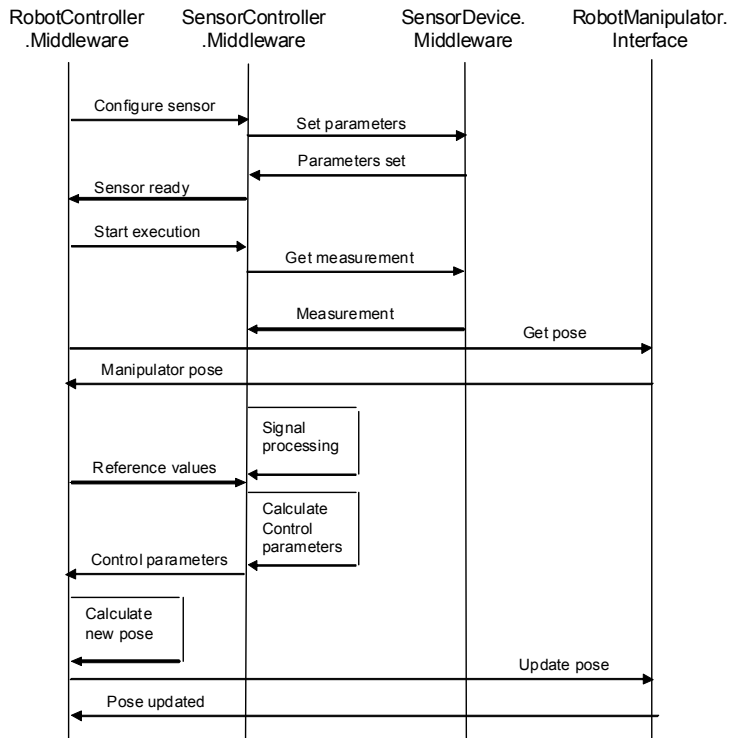 RobotController
.Middleware
SensorController
.Middleware
SensorDevice.
Middleware
RobotManipulator.
Interface
Configure sensor
Set parameters
Parameters set
Sensor ready
Start execution
Get measurement
Measurement
Get pose
Manipulator pose
Signal
processing
Reference values
Calculate
Control
parameters
Control parameters
Calculate
new pose
Update pose
Pose updated